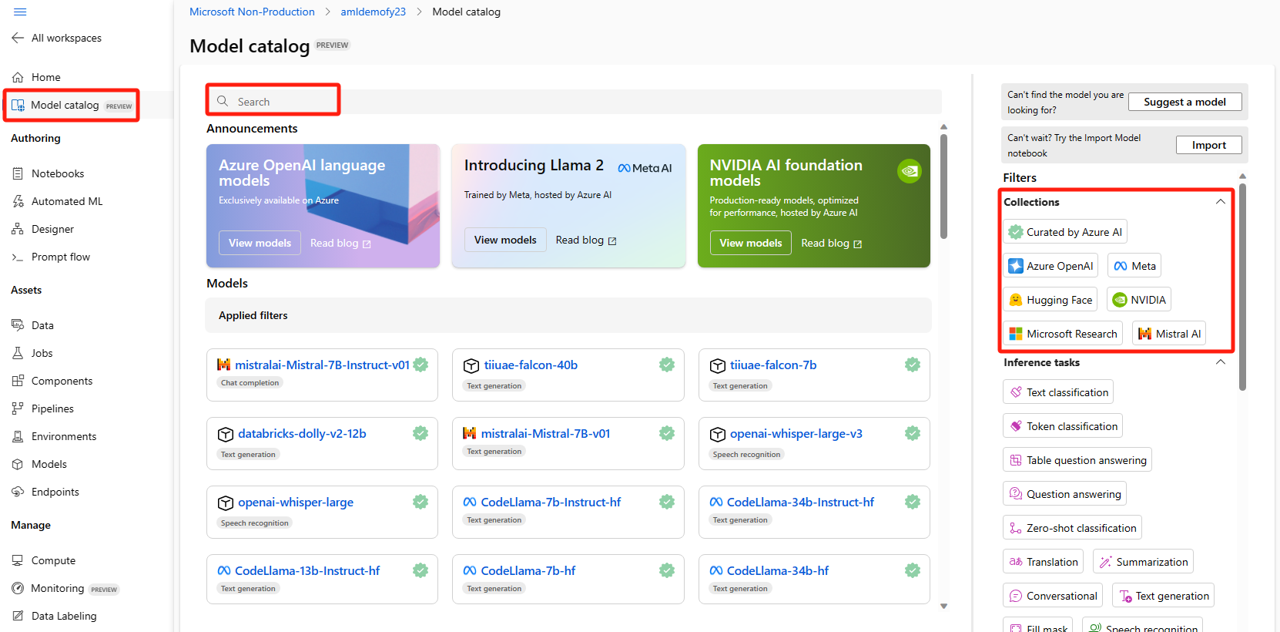 Microsoft Non-Production > amldemofy23 > Model catalog
All workspaces
Home
Model catalog PREVIEW
Authoring
Notebooks
Automated ML
Designer
Prompt flow
Assets
Data
Jobs
Components
Pipelines
Environments
Models
Endpoints
Manage
Compute
Monitoring PREVIEW
Data Labeling
Model catalog PREVIEW
Search
Announcements
Azure OpenAI language
models
Exclusively available on Azure
View models Read blog
Introducing Llama 2 Meta AI
Trained by Meta, hosted by Azure AI
View models Read blog
NVIDIA AI foundation
models
Production-ready models, optimized
for performance, hosted by Azure AI
View models Read blog
Models
Applied filters
mistralai-Mistral-7B-Instruct-v01
Chat completion
tiiuae-falcon-40b
Text generation
tiiuae-falcon-7b
Text generation
databricks-dolly-v2-12b
Text generation
mistralai-Mistral-7B-v01
Text generation
openai-whisper-large-v3
Speech recognition
openai-whisper-large
Speech recognition
CodeLlama-7b-Instruct-hf
Text generation
CodeLlama-34b-Instruct-hf
Text generation
CodeLlama-13b-Instruct-hf
Text generation
CodeLlama-7b-hf
Text generation
CodeLlama-34b-hf
Text generation
Can't find the model you are
looking for?
Suggest a model
Can't wait? Try the Import Model
notebook
Import
Filters
Collections
Curated by Azure AI
Azure OpenAI Meta
Hugging Face NVIDIA
Microsoft Research Mistral AI
Inference tasks
Text classification
Token classification
Table question answering
Question answering
Zero-shot classification
Translation Summarization
Conversational Text generation
Fill mask Speech recognition